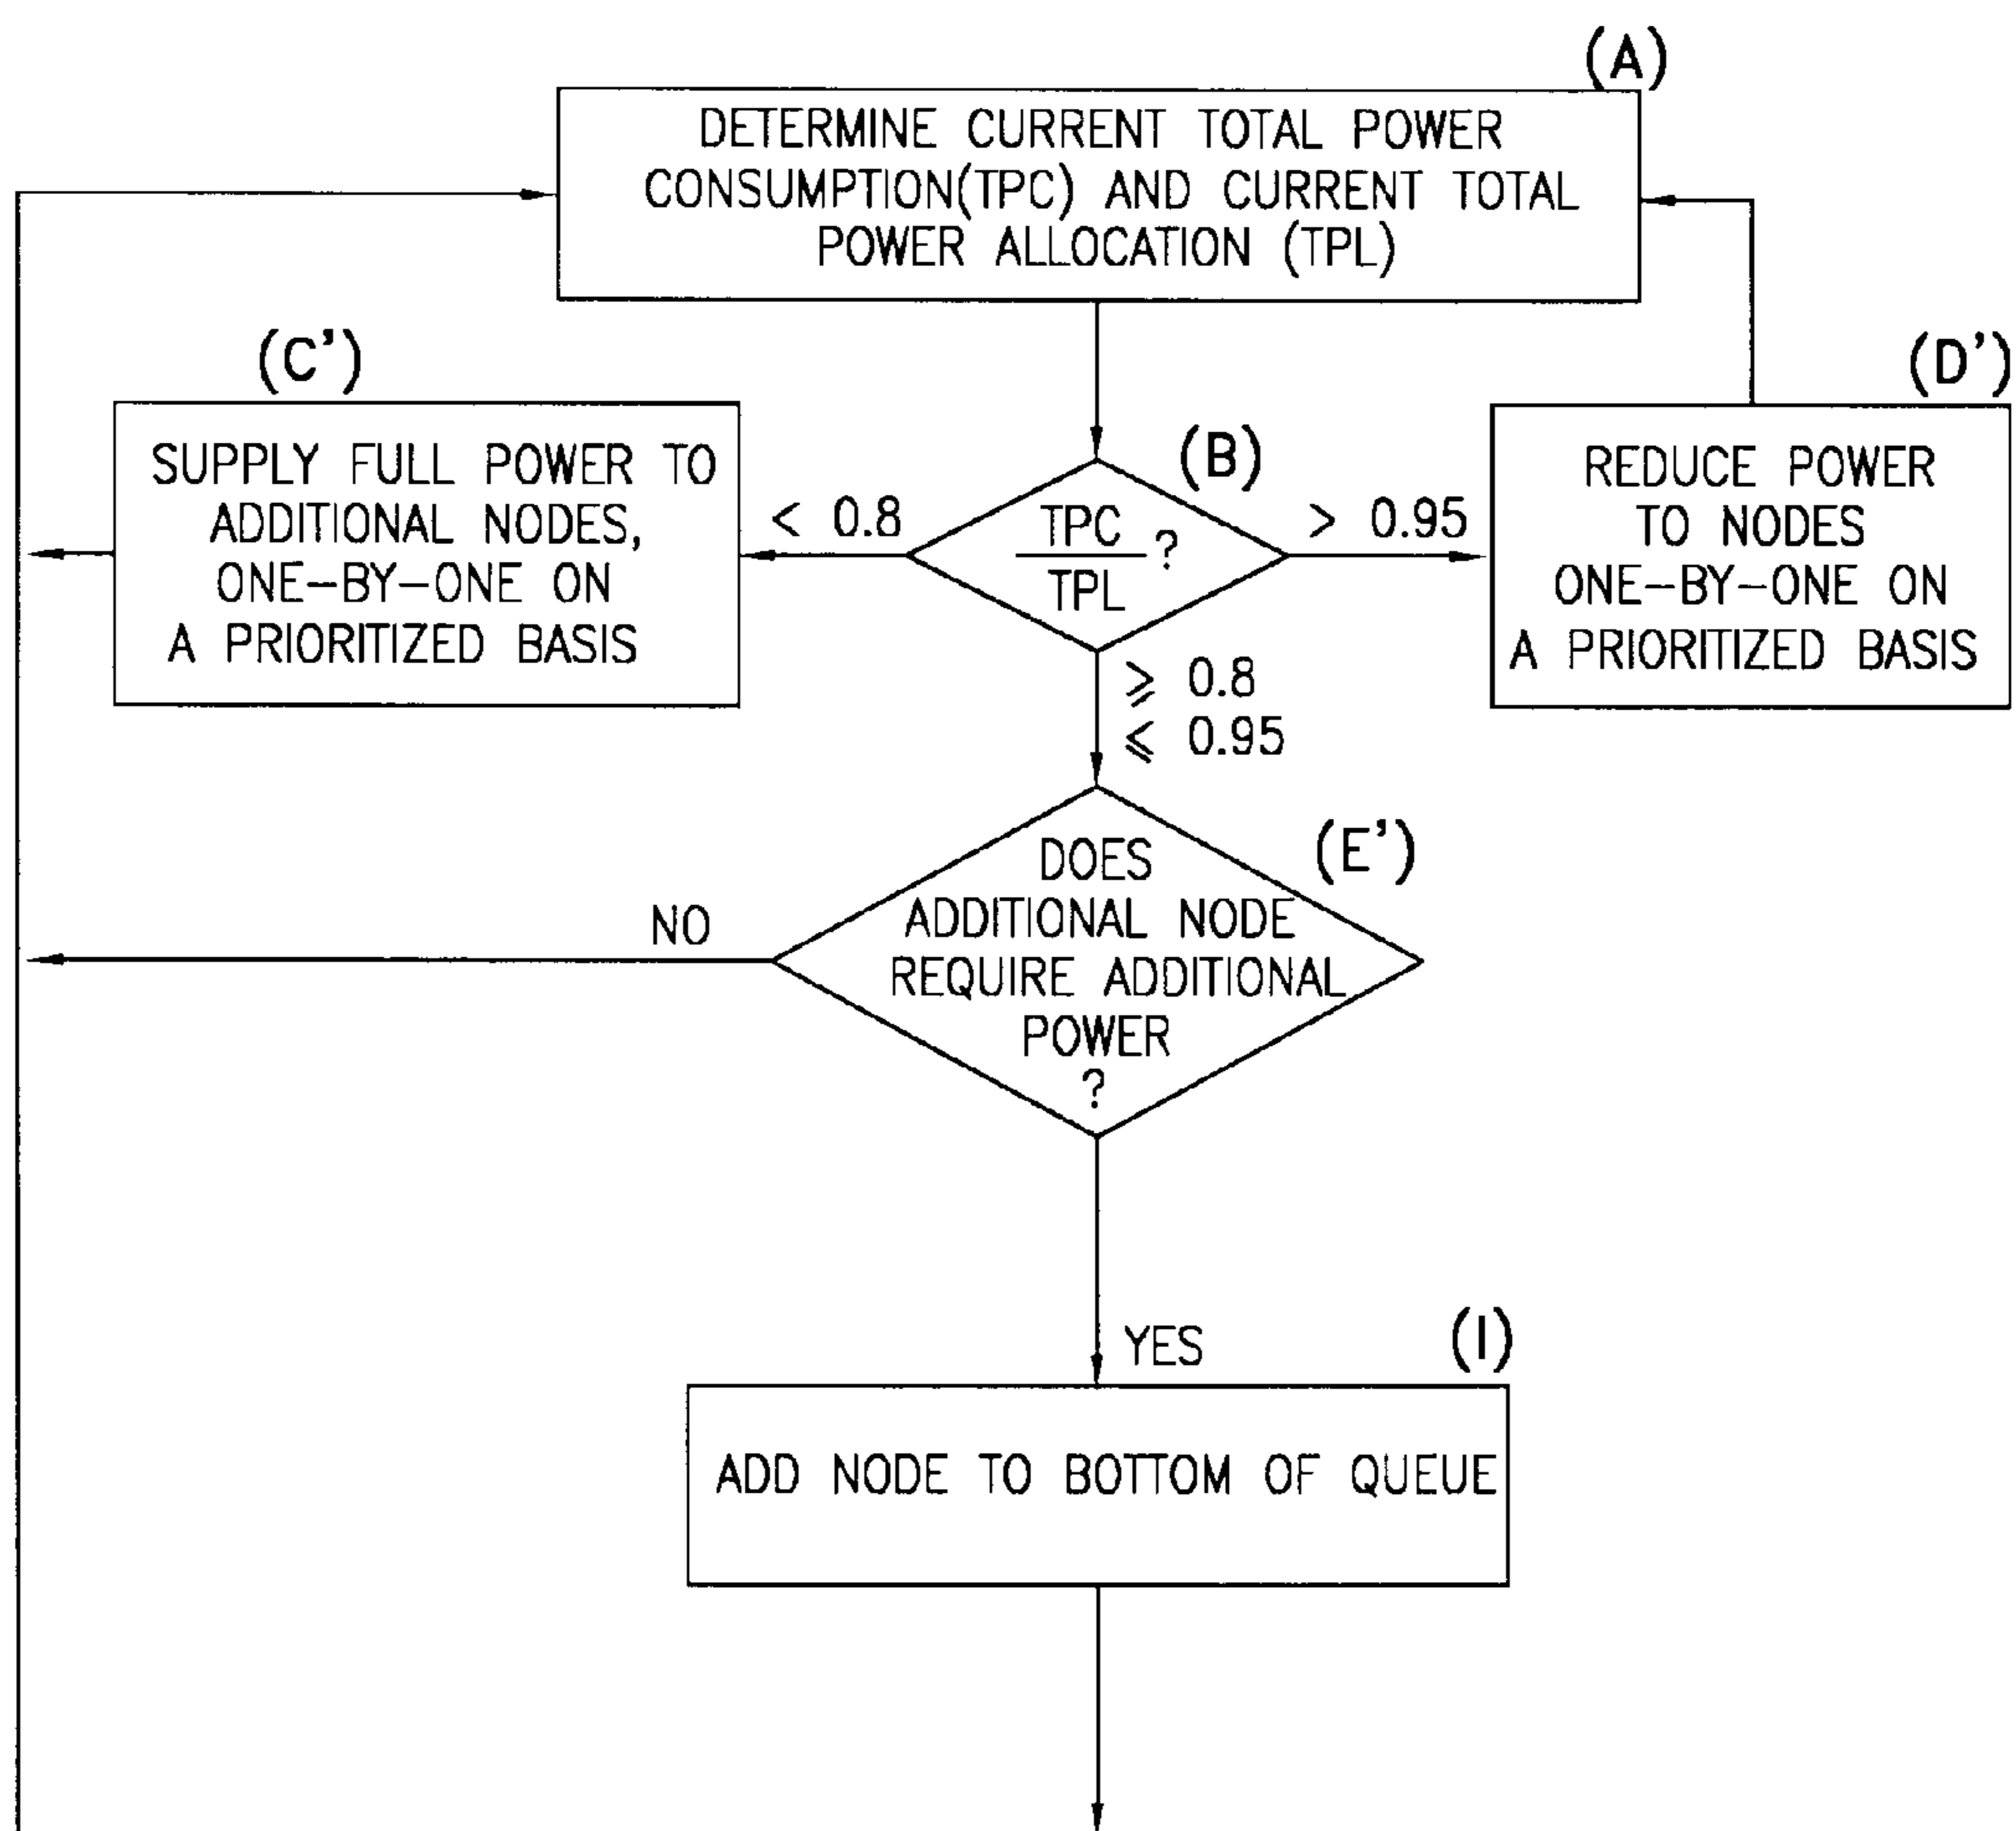 (A)
DETERMINE CURRENT TOTAL POWER
CONSUMPTION(TPC) AND CURRENT TOTAL
POWER ALLOCATION (TPL)
(C')
SUPPLY FULL POWER TO
ADDITIONAL NODES,
ONE-BY-ONE ON
A PRIORITIZED BASIS
(B)
< 0.8
TPC
TPL
?
> 0.95
(D')
REDUCE POWER
TO NODES
ONE-BY-ONE ON
A PRIORITIZED BASIS
⩾ 0.8
⩽ 0.95
(E')
DOES
ADDITIONAL NODE
REQUIRE ADDITIONAL
POWER
?
NO
YES
(I)
ADD NODE TO BOTTOM OF QUEUE